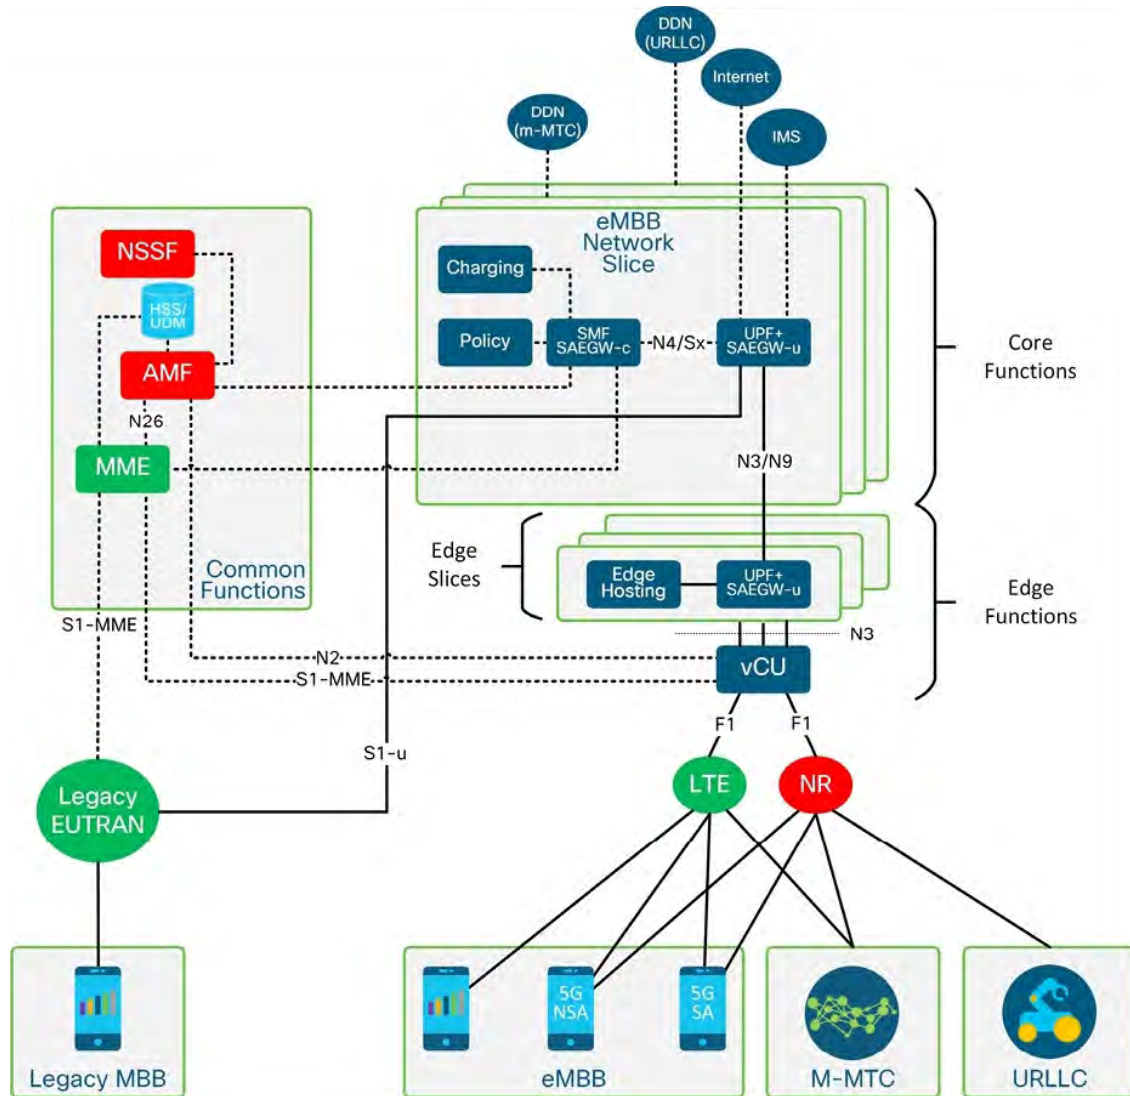 DDN
(URLLC)
Internet
DDN
(m-MTC)
IMS
eMBB
Network
Slice
NSSF
Charging
HSS/
UDM
Policy
SMF
SAEGW-c
N4/Sx
UPF+
SAEGW-u
Core
Functions
AMF
N26
MME
N3/N9
Common
Functions
Edge
Slices
Edge
Hosting
UPF+
SAEGW-u
Edge
Functions
S1-MME
N3
N2
vCU
S1-MME
F1
F1
S1-u
LTE
NR
Legacy
EUTRAN
5G
NSA
5G
SA
Legacy MBB
eMBB
M-MTC
URLLC